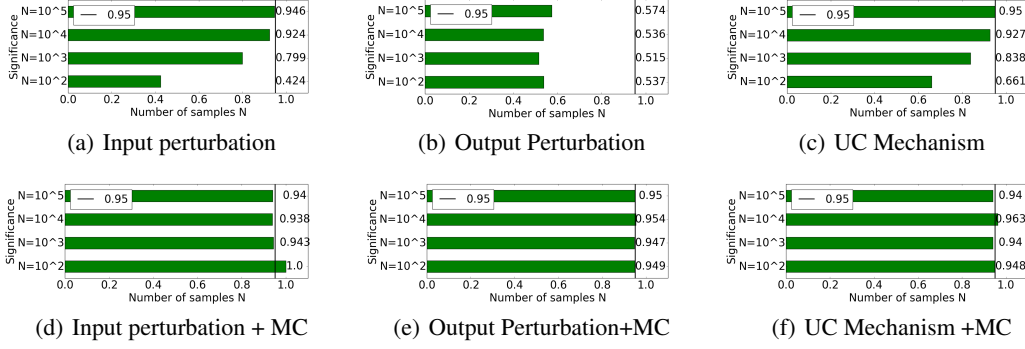 Significance
N=10^5
0.95
0.946
N=10^4
0.924
N=10^3
0.799
N=10^2
0.424
0.0 0.2 0.4 0.6 0.8 1.0
Number of samples N
(a) Input perturbation
Significance
N=10^5
0.95
0.574
N=10^4
0.536
N=10^3
0.515
N=10^2
0.537
0.0 0.2 0.4 0.6 0.8 1.0
Number of samples N
(b) Output Perturbation
Significance
N=10^5
0.95
0.95
N=10^4
0.927
N=10^3
0.838
N=10^2
0.661
0.0 0.2 0.4 0.6 0.8 1.0
Number of samples N
(c) UC Mechanism
Significance
N=10^5
0.95
0.94
N=10^4
0.938
N=10^3
0.943
N=10^2
1.0
0.0 0.2 0.4 0.6 0.8 1.0
Number of samples N
(d) Input perturbation + MC
Significance
N=10^5
0.95
0.95
N=10^4
0.954
N=10^3
0.947
N=10^2
0.949
0.0 0.2 0.4 0.6 0.8 1.0
Number of samples N
(e) Output Perturbation+MC
Significance
N=10^5
0.95
0.94
N=10^4
0.963
N=10^3
0.94
N=10^2
0.948
0.0 0.2 0.4 0.6 0.8 1.0
Number of samples N
(f) UC Mechanism +MC